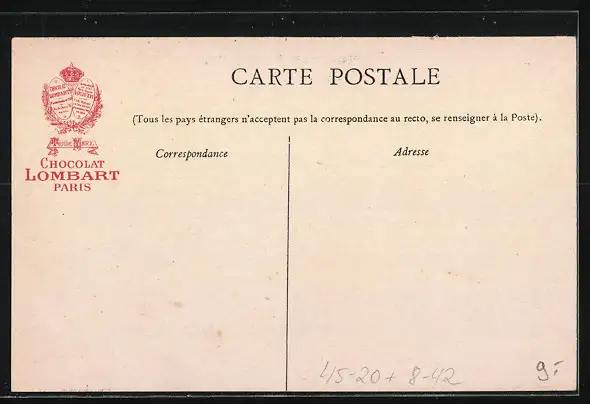 CARTE POSTALE
(Tous les pays étrangers n'acceptent pas la correspondance au recto, se renseigner à la Poste).
Correspondance
Adresse
CHOCOLAT
LOMBART
PARIS
45-20+ 8-42
9.-